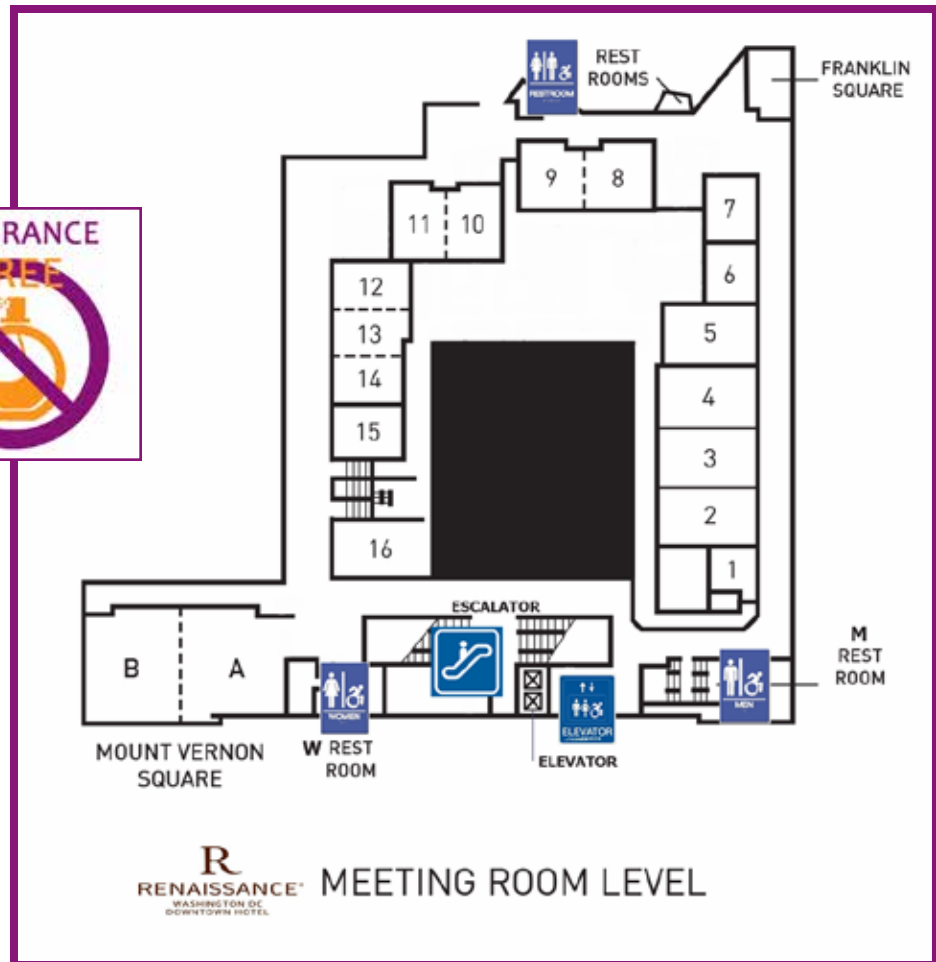 REST
ROOMS
RESTROOM
FRANKLIN
SQUARE
RANCE
REE
9
8
7
11
10
6
12
13
5
14
4
15
3
2
16
1
ESCALATOR
B
A
M
REST
ROOM
WOMEN
MEN
ELEVATOR
MOUNT VERNON
SQUARE
W REST
ROOM
ELEVATOR
R
RENAISSANCE®
WASHINGTON DC
DOWNTOWN HOTEL
MEETING ROOM LEVEL